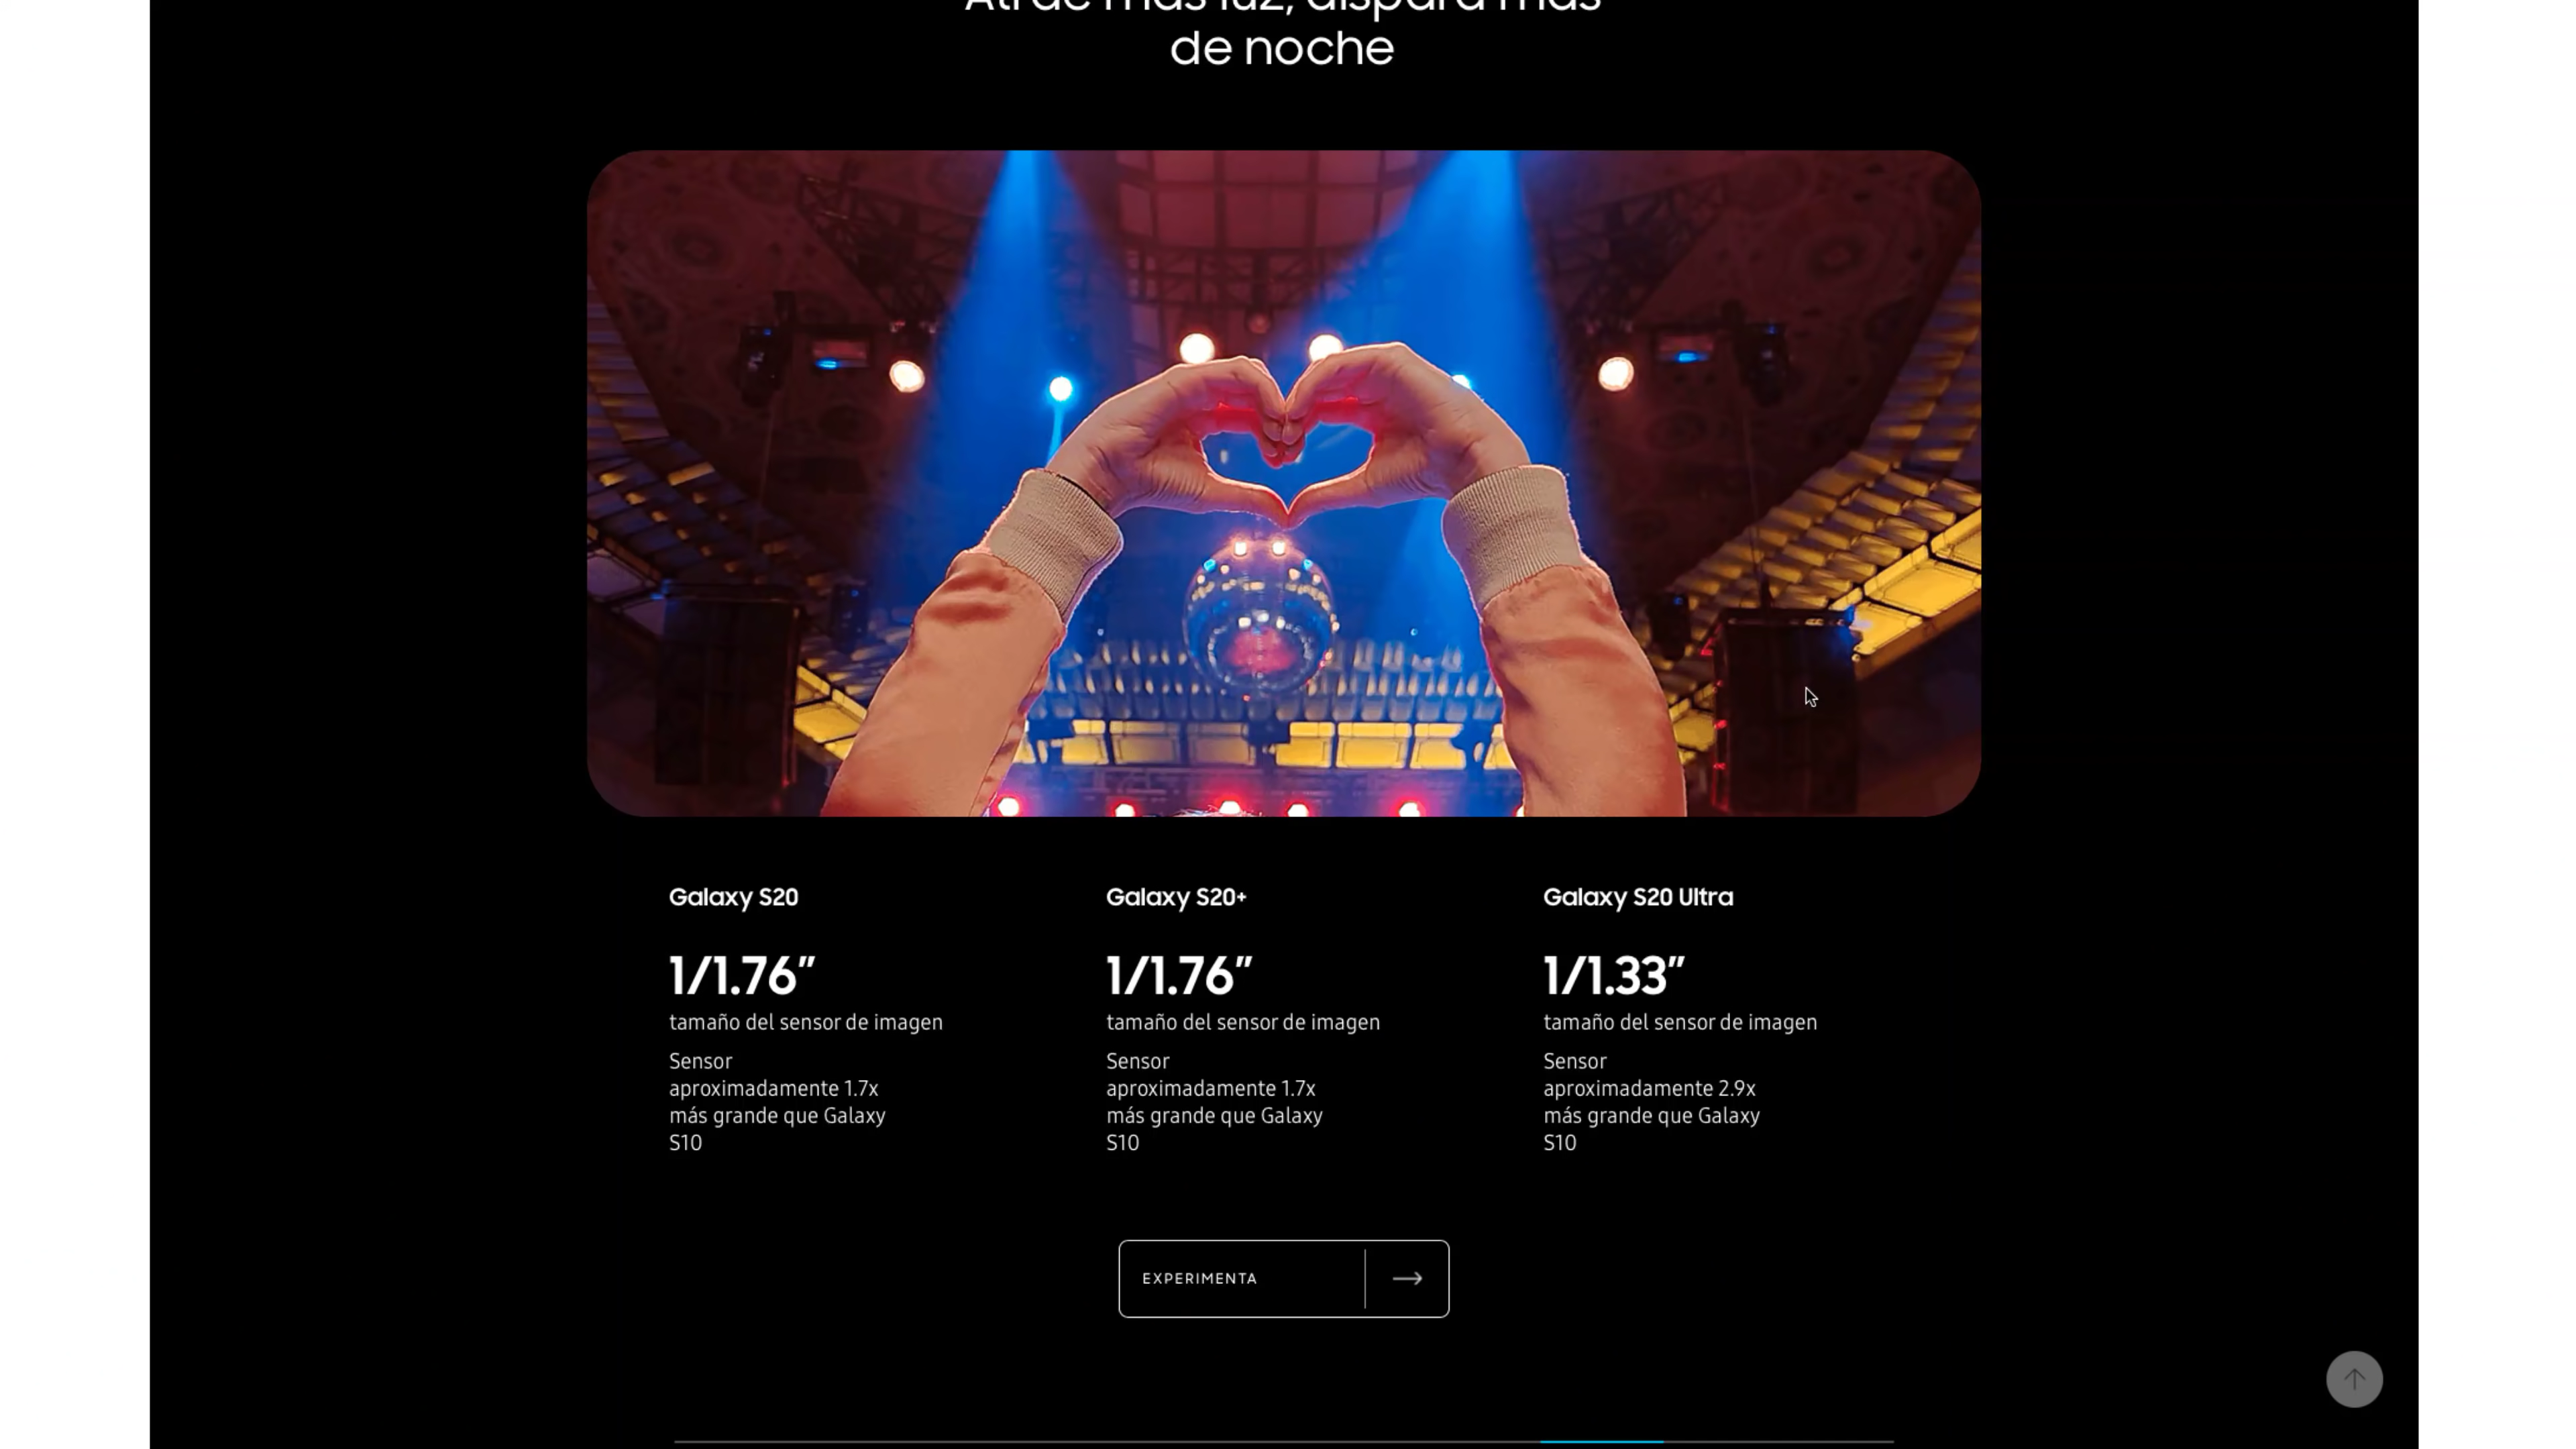 de noche
Galaxy S20
1/1.76"
tamaño del sensor de imagen
Sensor
aproximadamente 1.7x
más grande que Galaxy
S10
Galaxy S20+
1/1.76"
tamaño del sensor de imagen
Sensor
aproximadamente 1.7x
más grande que Galaxy
S10
Galaxy S20 Ultra
1/1.33"
tamaño del sensor de imagen
Sensor
aproximadamente 2.9x
más grande que Galaxy
S10
EXPERIMENTA